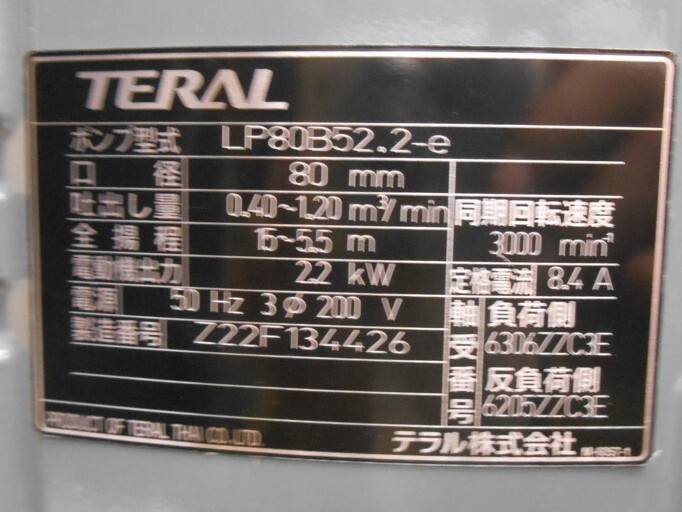 TERAL
ポンプ型式 LP80B52.2-e
口 径 80 mm
吐出し量 0.40~1.20 m³/min 同期回転速度
全揚程 16~5.5 m 3000 min⁻¹
電動機出力 2.2 kW 定格電流 8.4 A
電源 50 Hz 3φ 200 V 軸受番号 負荷側
製造番号 Z22F134426 6306ZZC3E
反負荷側
6205ZZC3E
PRODUCT OF TERAL THAI CO.,LTD. テラル株式会社